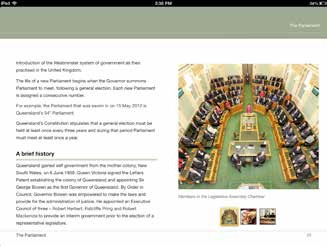 iPad
3:36 PM
84%
The Parliament
introduction of the Westminster system of government as then
practised in the United Kingdom.
The life of a new Parliament begins when the Governor summons
Parliament to meet, following a general election. Each new Parliament
is assigned a consecutive number.
For example, the Parliament that was sworn in on 15 May 2012 is
Queensland's 54th Parliament.
Queensland's Constitution stipulates that a general election must be
held at least once every three years and during that period Parliament
must meet at least once a year.
A brief history
Queensland gained self government from the mother colony, New
South Wales, on 6 June 1859. Queen Victoria signed the Letters
Patent establishing the colony of Queensland and appointing Sir
George Bowen as the first Governor of Queensland. By Order in
Council, Governor Bowen was empowered to make the laws and
provide for the administration of justice. He appointed an Executive
Council of three – Robert Herbert, Ratcliffe Pring and Robert
Mackenzie to provide an interim government prior to the election of a
representative legislature.
Members in the Legislative Assembly Chamber
The Parliament